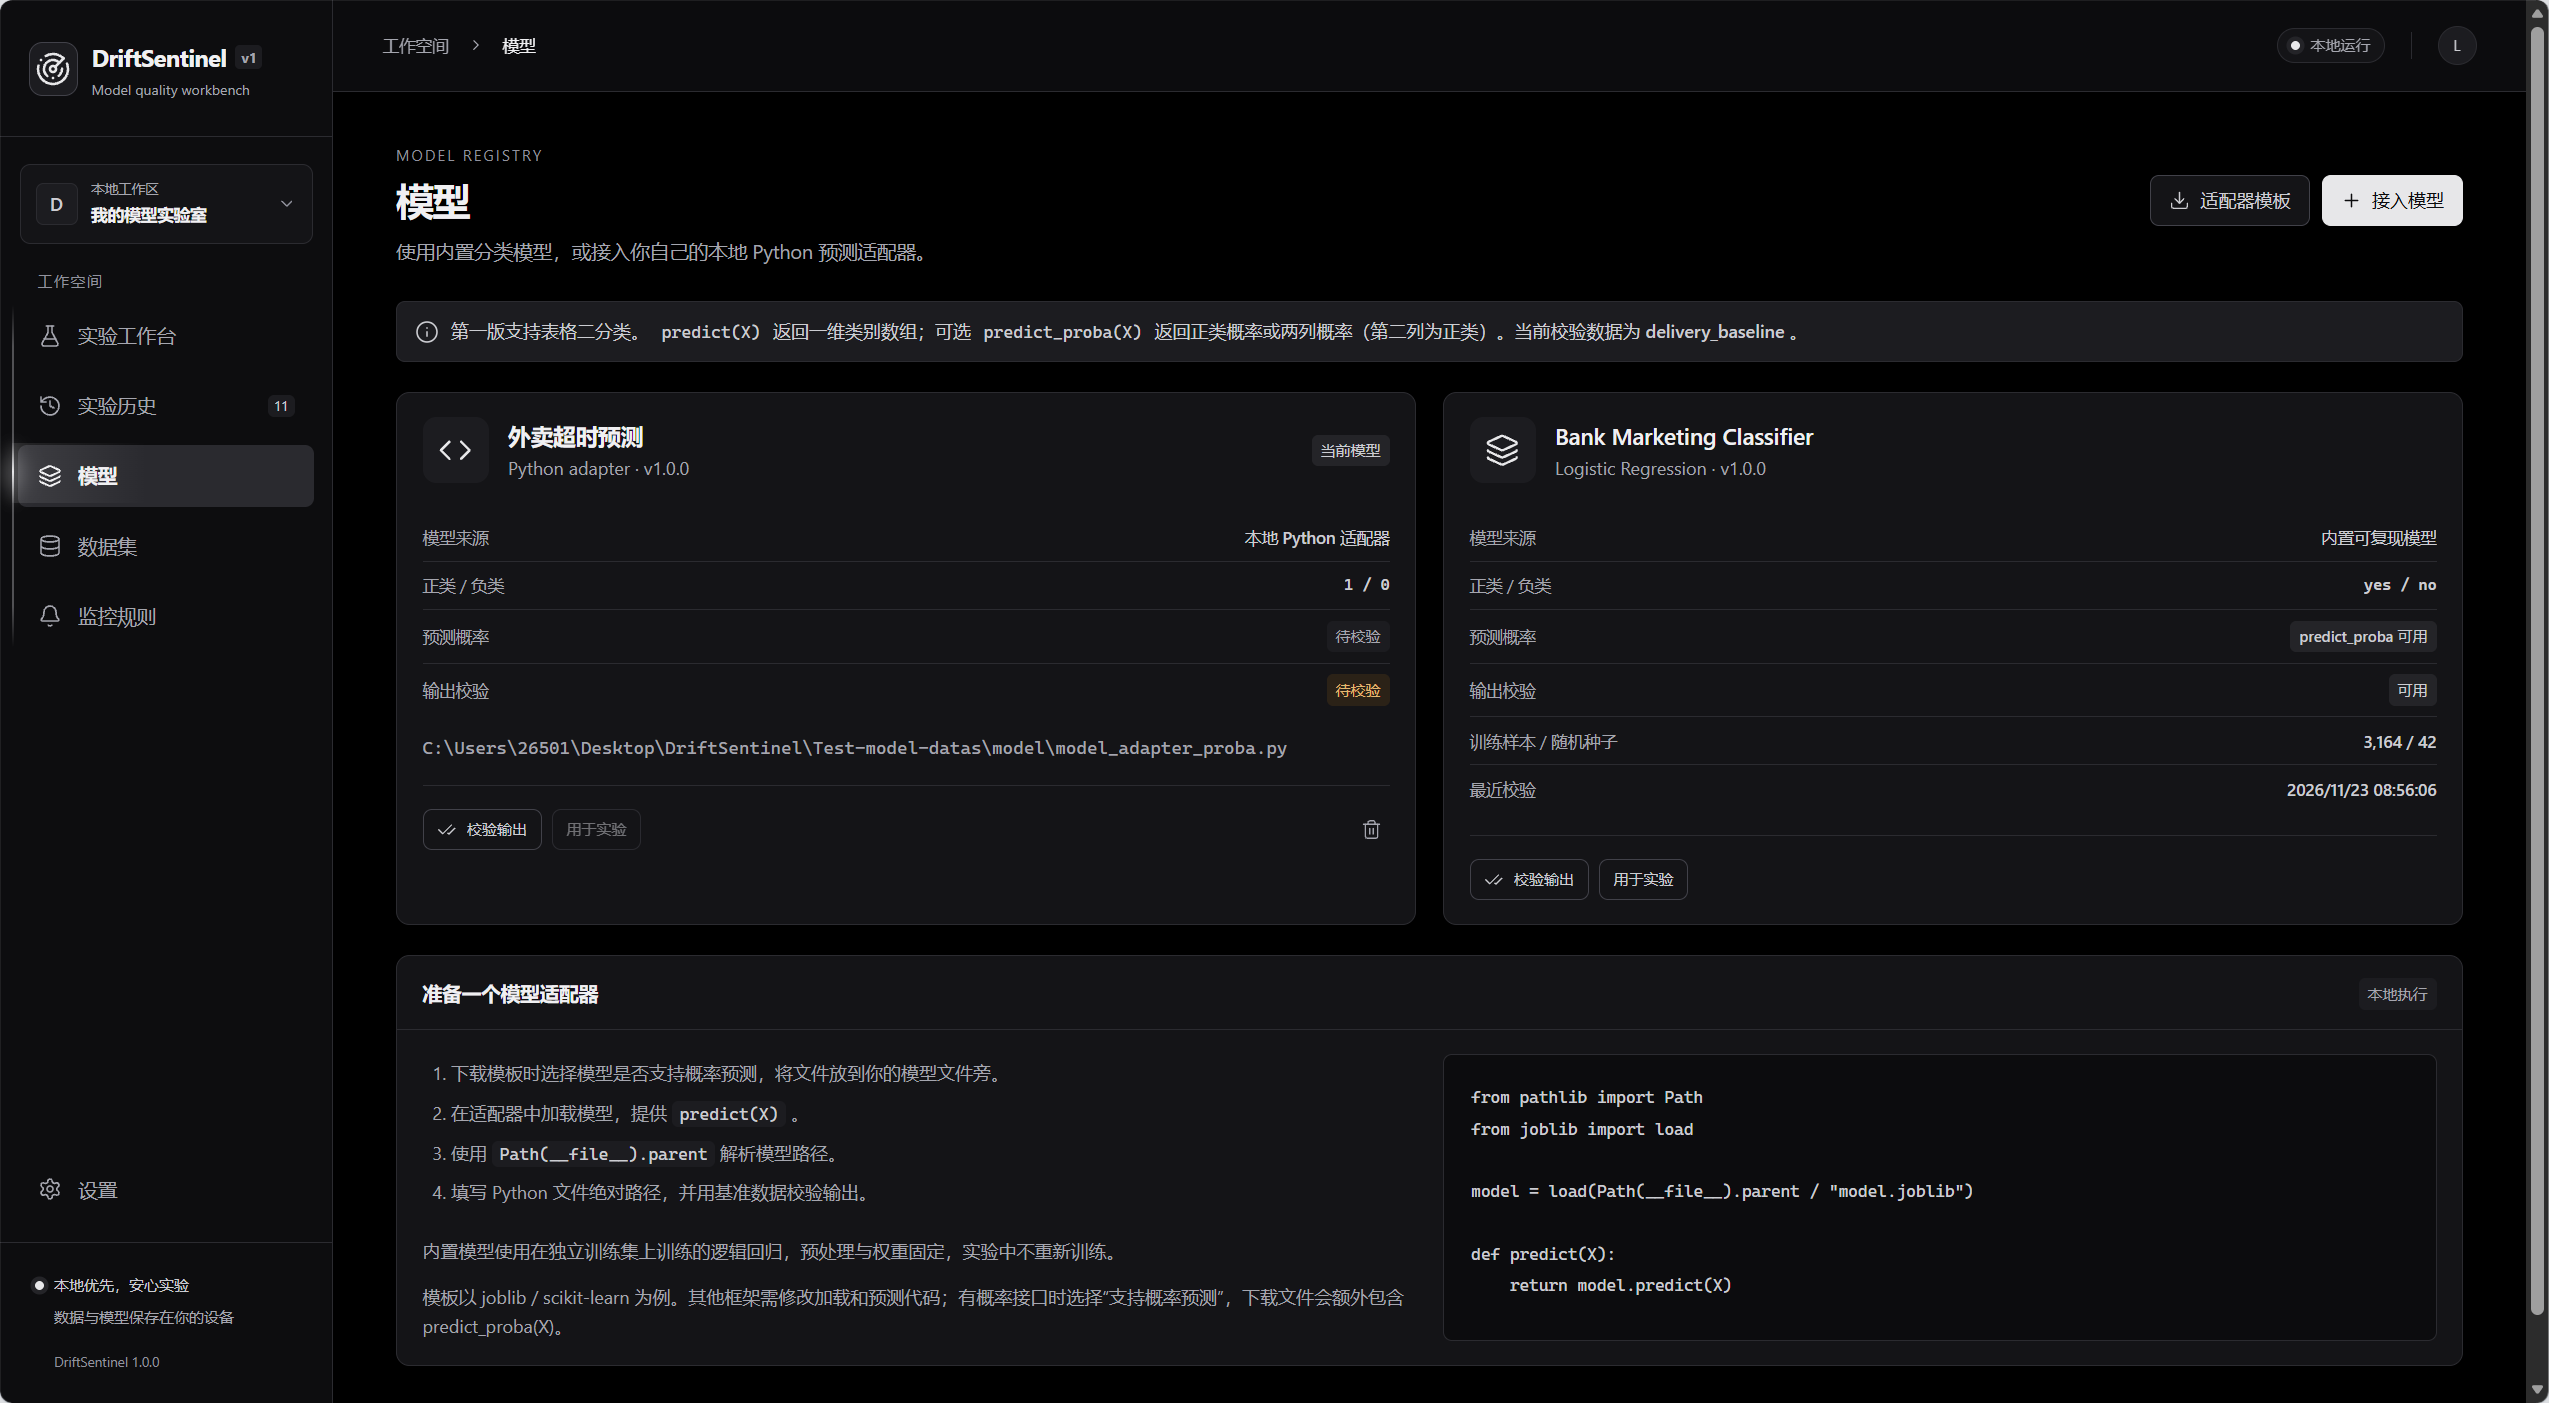 DriftSentinel v1
Model quality workbench
D
本地工作区
我的模型实验室
工作空间
实验工作台
实验历史 11
模型
数据集
监控规则
设置
本地优先，安心实验
数据与模型保存在你的设备
DriftSentinel 1.0.0
工作空间 > 模型
本地运行
L
MODEL REGISTRY
模型
使用内置分类模型，或接入你自己的本地 Python 预测适配器。
适配器模板
接入模型
第一版支持表格二分类。 predict(X) 返回一维类别数组；可选 predict_proba(X) 返回正类概率或两列概率（第二列为正类）。当前校验数据为 delivery_baseline 。
外卖超时预测
Python adapter · v1.0.0
当前模型
模型来源 本地 Python 适配器
正类 / 负类 1 / 0
预测概率 待校验
输出校验 待校验
C:\Users\26501\Desktop\DriftSentinel\Test-model-datas\model\model_adapter_proba.py
校验输出 用于实验
Bank Marketing Classifier
Logistic Regression · v1.0.0
模型来源 内置可复现模型
正类 / 负类 yes / no
预测概率 predict_proba 可用
输出校验 可用
训练样本 / 随机种子 3,164 / 42
最近校验 2026/11/23 08:56:06
校验输出 用于实验
准备一个模型适配器
本地执行
1. 下载模板时选择模型是否支持概率预测，将文件放到你的模型文件旁。
2. 在适配器中加载模型，提供 predict(X) 。
3. 使用 Path(__file__).parent 解析模型路径。
4. 填写 Python 文件绝对路径，并用基准数据校验输出。
内置模型使用在独立训练集上训练的逻辑回归，预处理与权重固定，实验中不重新训练。
模板以 joblib / scikit-learn 为例。其他框架需修改加载和预测代码；有概率接口时选择“支持概率预测”，下载文件会额外包含
predict_proba(X)。
from pathlib import Path
from joblib import load
model = load(Path(__file__).parent / "model.joblib")
def predict(X):
    return model.predict(X)